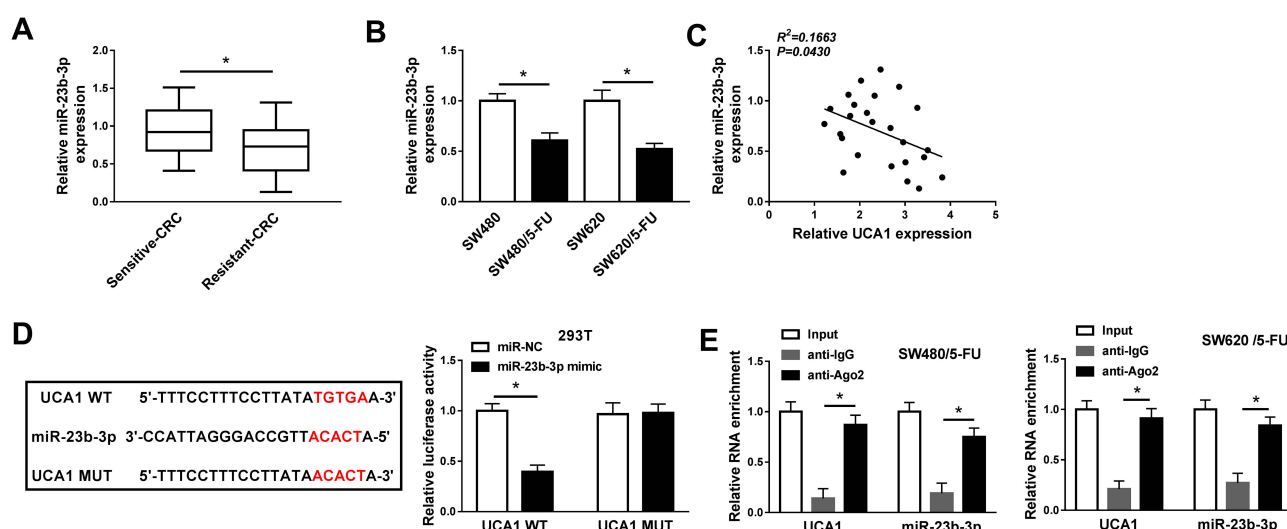 A
Relative miR-23b-3p
expression
2.0
1.5
1.0
0.5
0.0
*
Sensitive-CRC
Resistant-CRC
B
Relative miR-23b-3p
expression
1.5
1.0
0.5
0.0
*
*
SW480
SW480/5-FU
SW620
SW620/5-FU
C
R²=0.1663
P=0.0430
Relative miR-23b-3p
expression
1.5
1.0
0.5
0.0
0 1 2 3 4 5
Relative UCA1 expression
D
UCA1 WT 5'-TTTCCTTTCCTTATATGTGAA-3'
miR-23b-3p 3'-CCATTAGGGACCGTTACACTA-5'
UCA1 MUT 5'-TTTCCTTTCCTTATAACACTA-3'
293T
miR-NC
miR-23b-3p mimic
Relative luciferase activity
1.5
1.0
0.5
0.0
*
UCA1 WT UCA1 MUT
E
Input
anti-IgG
anti-Ago2
SW480/5-FU
Relative RNA enrichment
1.5
1.0
0.5
0.0
*
*
UCA1 miR-23b-3p
Input
anti-IgG
anti-Ago2
SW620 /5-FU
Relative RNA enrichment
1.5
1.0
0.5
0.0
*
*
UCA1 miR-23b-3p